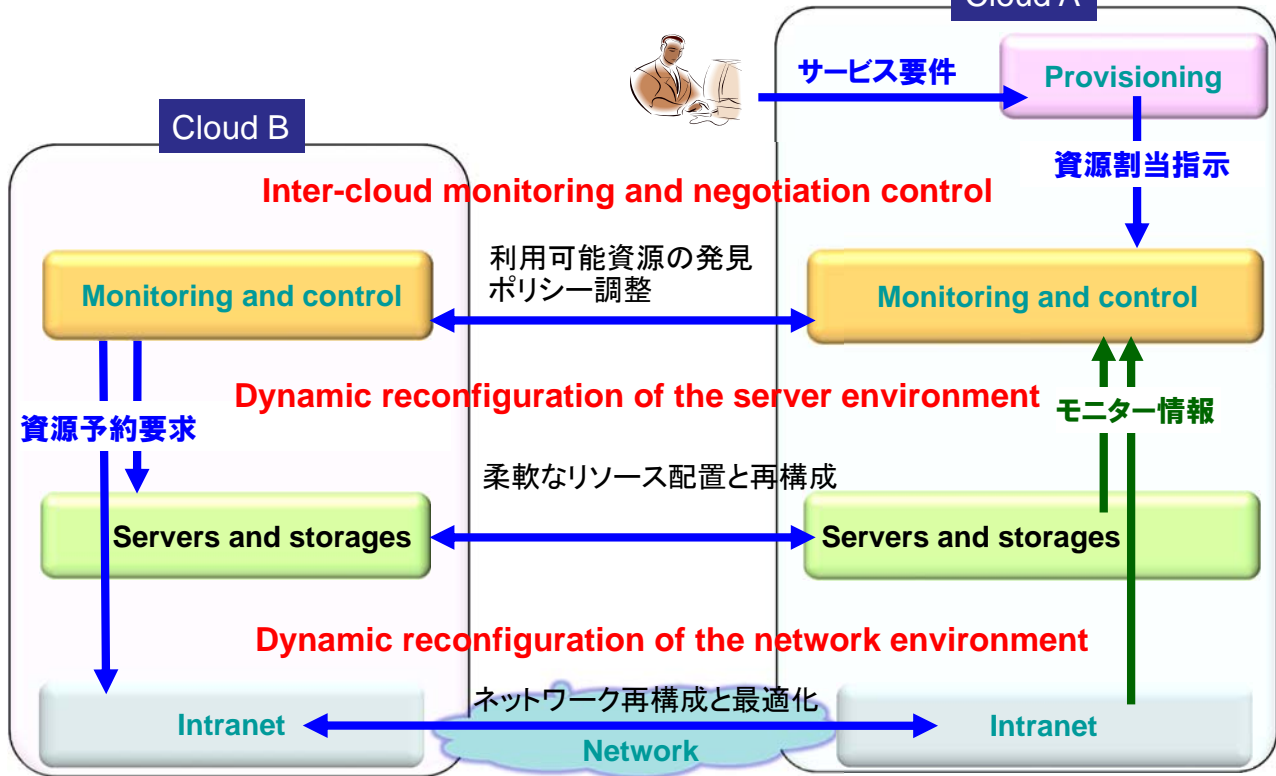 Cloud A
サービス要件
Provisioning
Cloud B
資源割当指示
Inter-cloud monitoring and negotiation control
利用可能資源の発見
ポリシー調整
Monitoring and control
Monitoring and control
Dynamic reconfiguration of the server environment
モニター情報
資源予約要求
柔軟なリソース配置と再構成
Servers and storages
Servers and storages
Dynamic reconfiguration of the network environment
ネットワーク再構成と最適化
Intranet
Intranet
Network